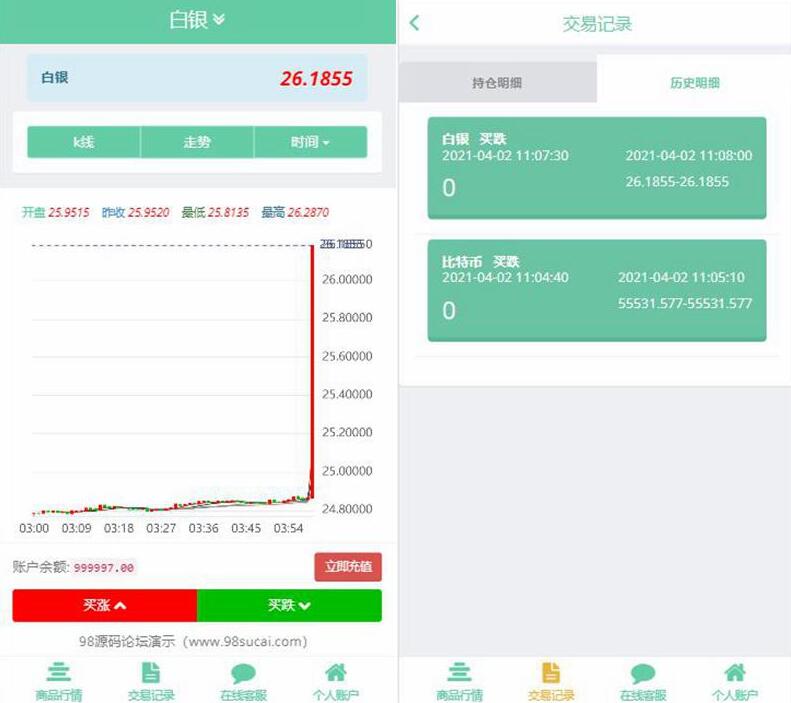 白银
白银 26.1855
k线 走势 时间
开盘 25.9515 昨收 25.9520 最低 25.8135 最高 26.2870
26.00000
25.80000
25.60000
25.40000
25.20000
25.00000
24.80000
03:00 03:09 03:18 03:27 03:36 03:45 03:54
账户余额: 999997.00 立即充值
买涨 买跌
98源码论坛演示（www.98sucai.com）
商品行情 交易记录 在线客服 个人账户
交易记录
持仓明细 历史明细
白银 买跌
2021-04-02 11:07:30 2021-04-02 11:08:00
0 26.1855-26.1855
比特币 买跌
2021-04-02 11:04:40 2021-04-02 11:05:10
0 55531.577-55531.577
商品行情 交易记录 在线客服 个人账户